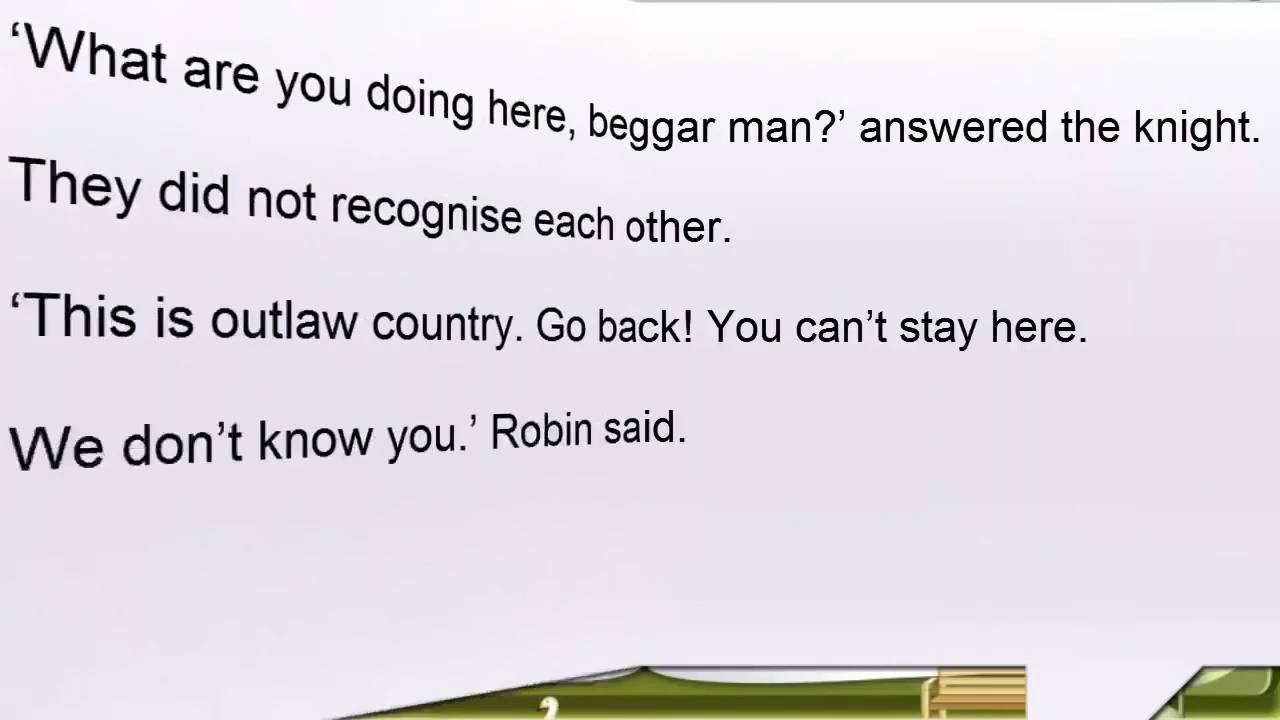 ‘What are you doing here, beggar man?’ answered the knight.
They did not recognise each other.
‘This is outlaw country. Go back! You can’t stay here.
We don’t know you.’ Robin said.